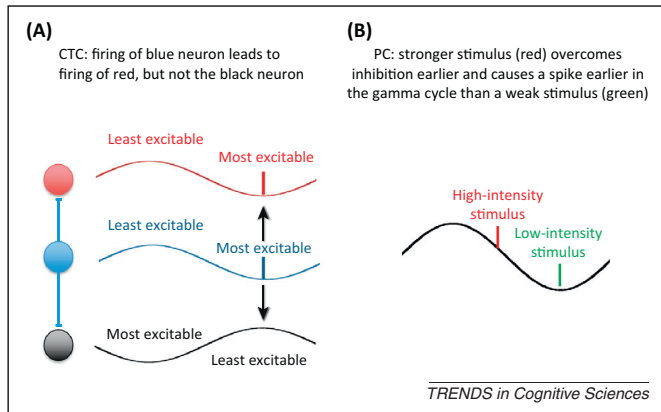 (A)
CTC: firing of blue neuron leads to
firing of red, but not the black neuron
Least excitable
Most excitable
Least excitable
Most excitable
Most excitable
Least excitable
(B)
PC: stronger stimulus (red) overcomes
inhibition earlier and causes a spike earlier in
the gamma cycle than a weak stimulus (green)
High-intensity
stimulus
Low-intensity
stimulus
TRENDS in Cognitive Sciences